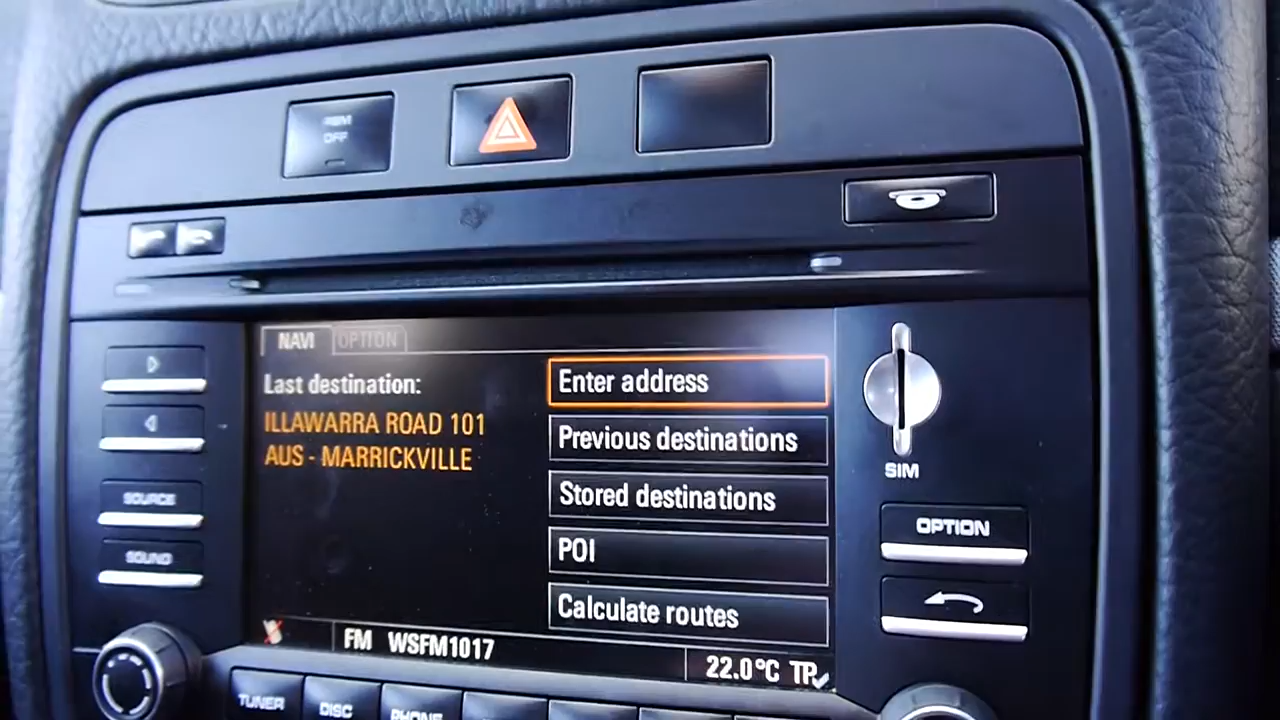 PSM
OFF
NAVI OPTION
Last destination:
ILLAWARRA ROAD 101
AUS - MARRICKVILLE
Enter address
Previous destinations
Stored destinations
POI
Calculate routes
FM WSFM1017
22.0°C TP
SOURCE
SOUND
SIM
OPTION
TUNER
DISC
PHONE